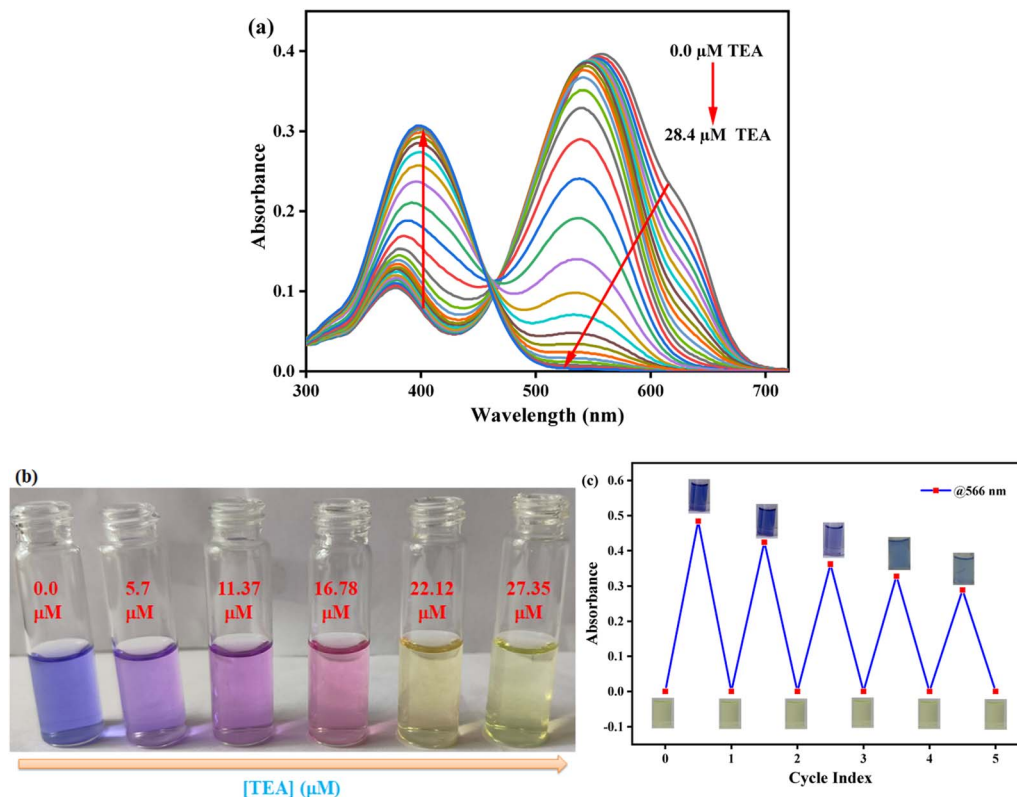 (a)
0.4
0.3
0.2
0.1
0.0
Absorbance
0.0 µM TEA
28.4 µM TEA
300
400
500
600
700
Wavelength (nm)
(b)
0.0
µM
5.7
µM
11.37
µM
16.78
µM
22.12
µM
27.35
µM
[TEA] (µM)
(c)
0.6
0.5
0.4
0.3
0.2
0.1
0.0
-0.1
Absorbance
@566 nm
0
1
2
3
4
5
Cycle Index